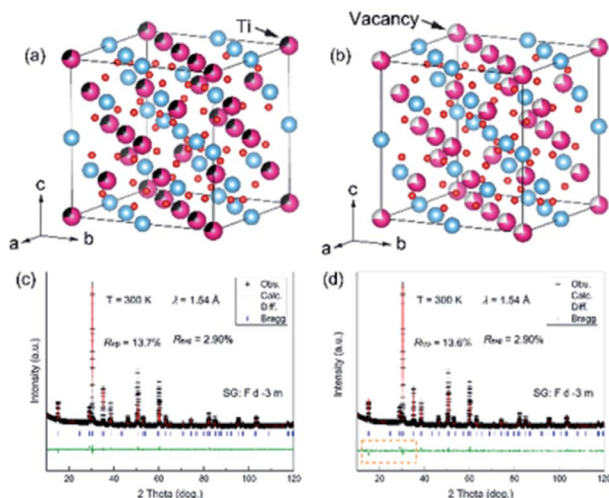 Ti
(a)
c
a
b
Vacancy
(b)
c
a
b
(c)
T = 300 K λ = 1.54 Å
Obs.
Calc.
Diff.
Bragg
Rwp = 13.7% Rexp = 2.90%
SG: F d -3 m
Intensity (a.u.)
20 40 60 80 100 120
2 Theta (deg.)
(d)
T = 300 K λ = 1.54 Å
Obs.
Calc.
Diff.
Bragg
Rwp = 13.6% Rexp = 2.90%
SG: F d -3 m
Intensity (a.u.)
20 40 60 80 100 120
2 Theta (deg.)